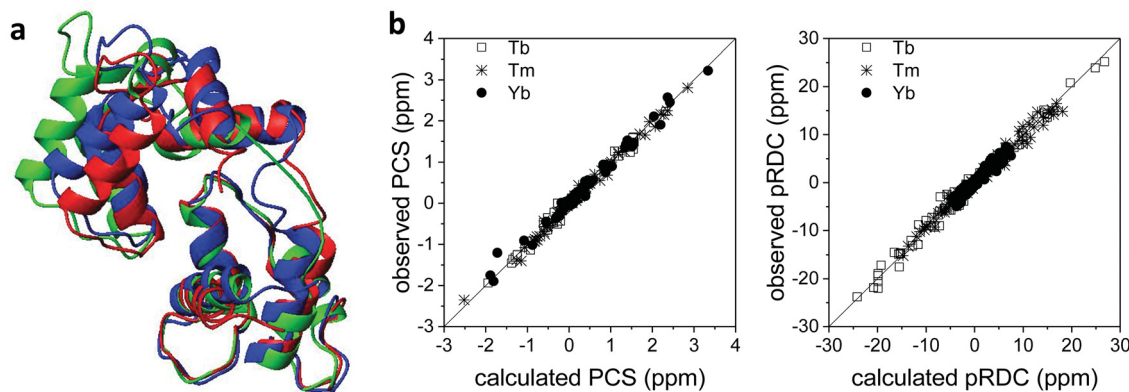 a
b
4
3
2
1
0
-1
-2
-3
-3 -2 -1 0 1 2 3 4
observed PCS (ppm)
calculated PCS (ppm)
Tb
Tm
Yb
30
20
10
0
-10
-20
-30
-30 -20 -10 0 10 20 30
observed pRDC (ppm)
calculated pRDC (ppm)
Tb
Tm
Yb